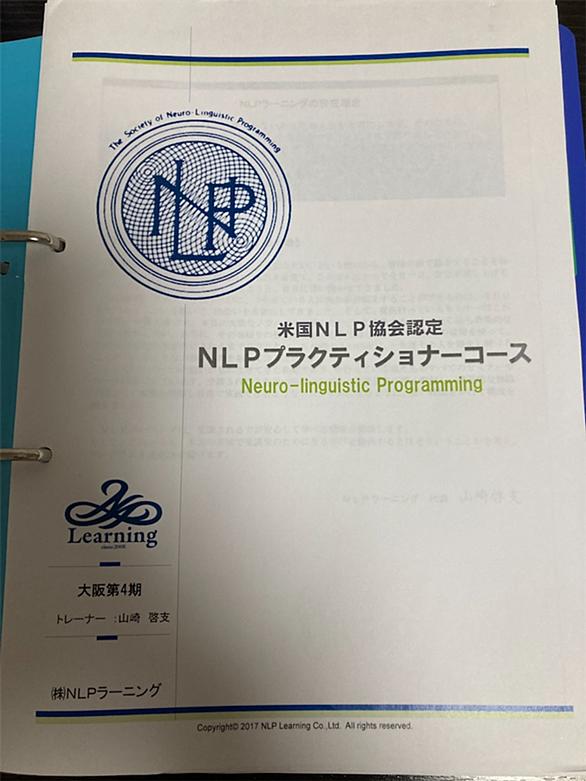 The Society of Neuro-Linguistic Programming
NLP
米国NLP協会認定
NLPプラクティショナーコース
Neuro-linguistic Programming
Learning
since 2008
大阪第4期
トレーナー :山崎 啓支
㈱NLPラーニング
Copyright© 2017 NLP Learning Co.,Ltd. All rights reserved.